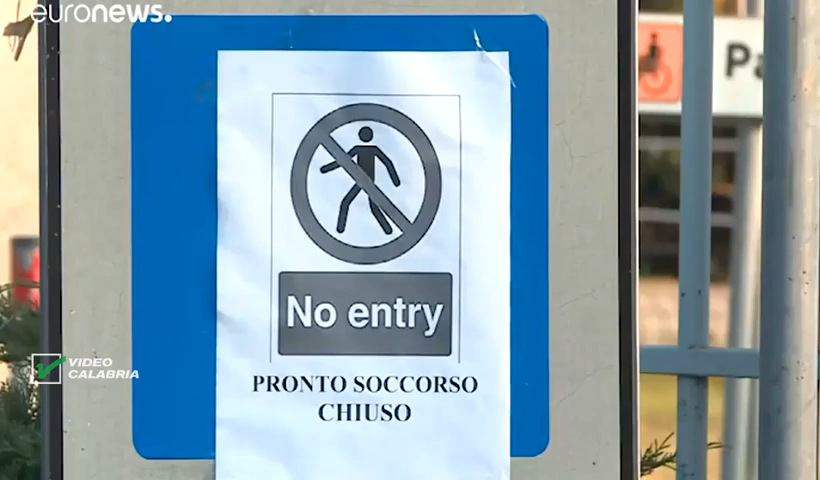 euronews.
Pa
No entry
VIDEO
CALABRIA
PRONTO SOCCORSO
CHIUSO